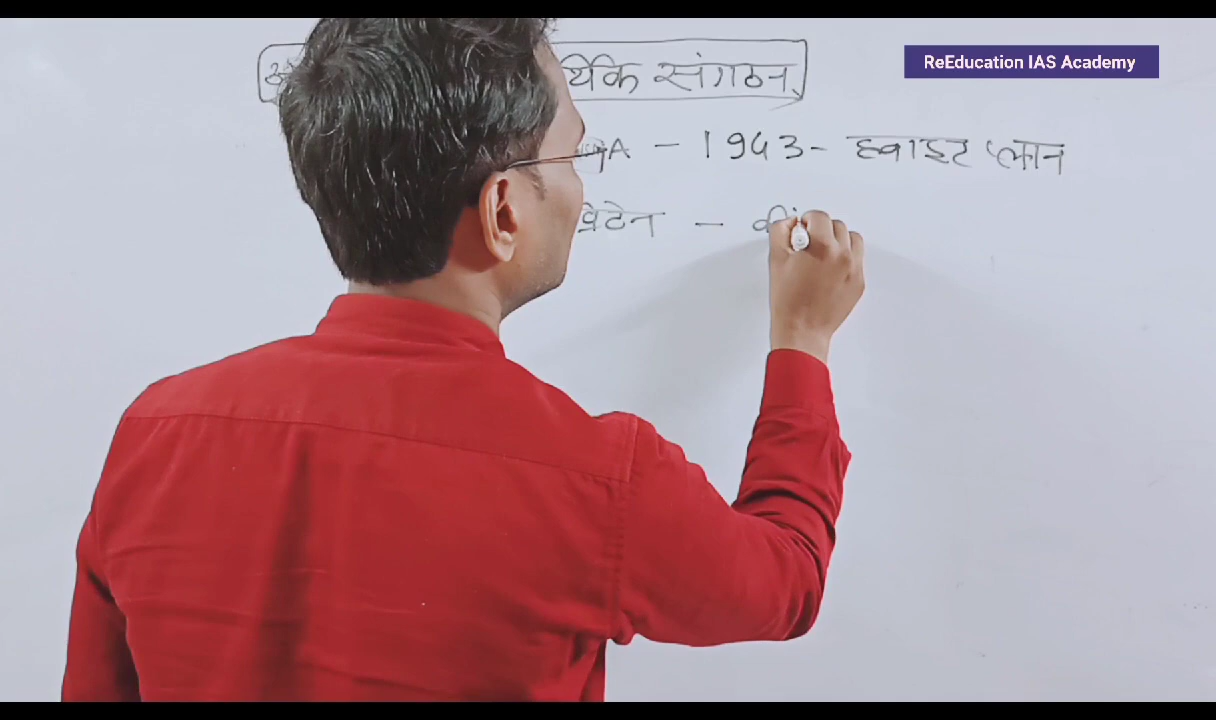 र्थिक संगठन ReEducation IAS Academy
A - 1943- ह्वाइट प्लान
ब्रिटेन - कीं